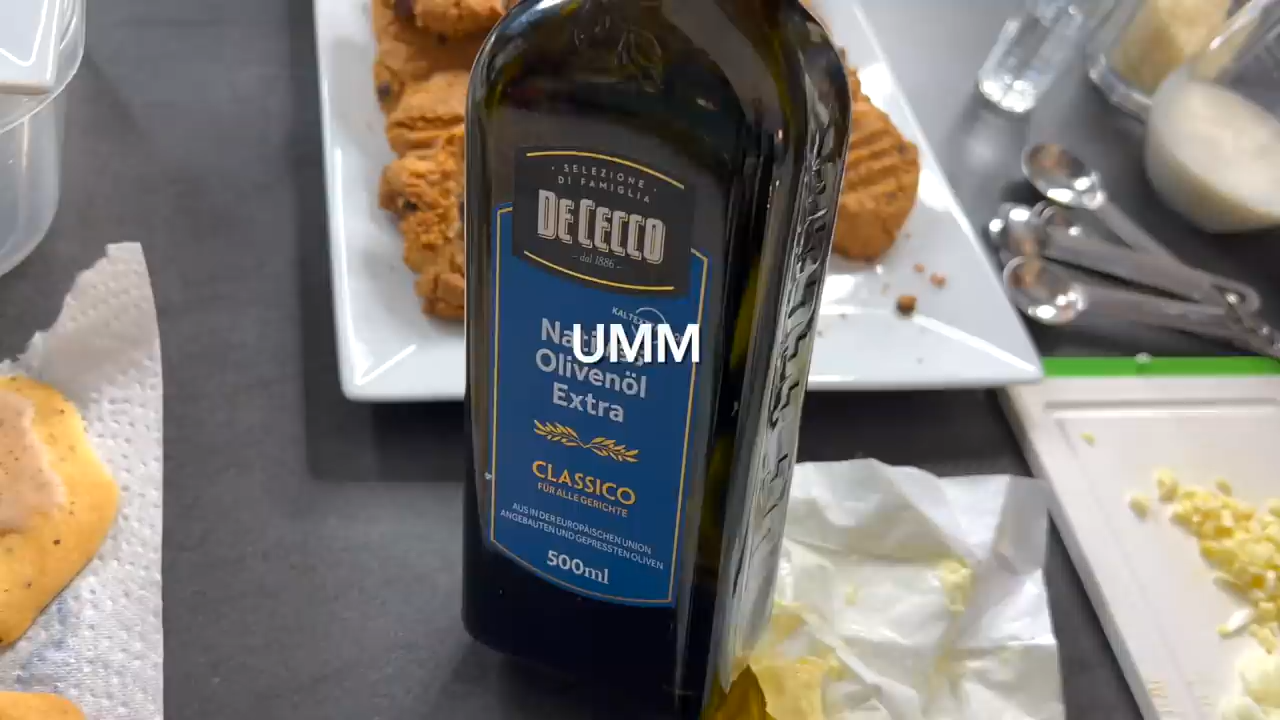 · SELEZIONE ·
DI FAMIGLIA
DE CECCO
– dal 1886 –
UMM
Olivenöl
Extra
CLASSICO
FÜR ALLE GERICHTE
AUS IN DER EUROPÄISCHEN UNION
ANGEBAUTEN UND GEPRESSTEN OLIVEN
500ml